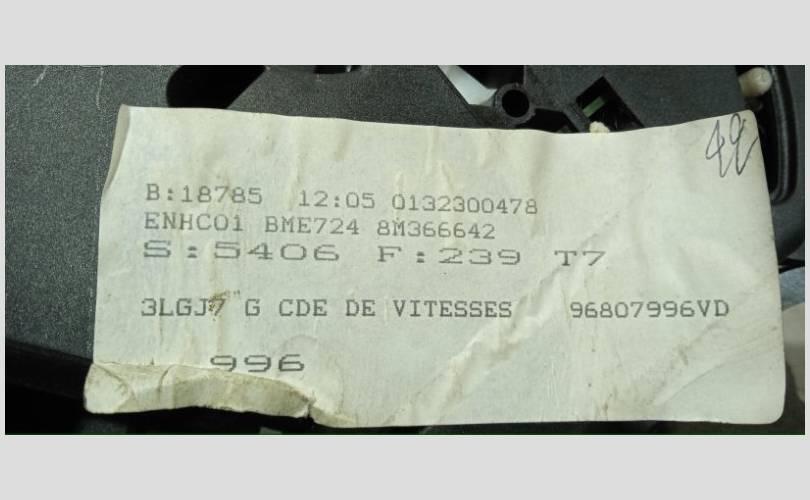 42
B:18785 12:05 0132300478
ENHC01 BME724 8M366642
S:5406 F:239 T7
3LGJ7 G CDE DE VITESSES 96807996VD
996